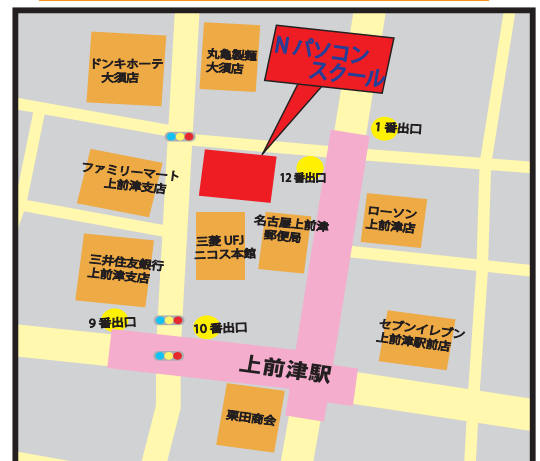 ドンキホーテ
大須店
丸亀製麺
大須店
N パソコン
スクール
1 番出口
ファミリーマート
上前津支店
12 番出口
ローソン
上前津店
三菱 UFJ
ニコス本館
名古屋上前津
郵便局
三井住友銀行
上前津支店
9 番出口
10 番出口
セブンイレブン
上前津駅前店
上前津駅
栗田商会